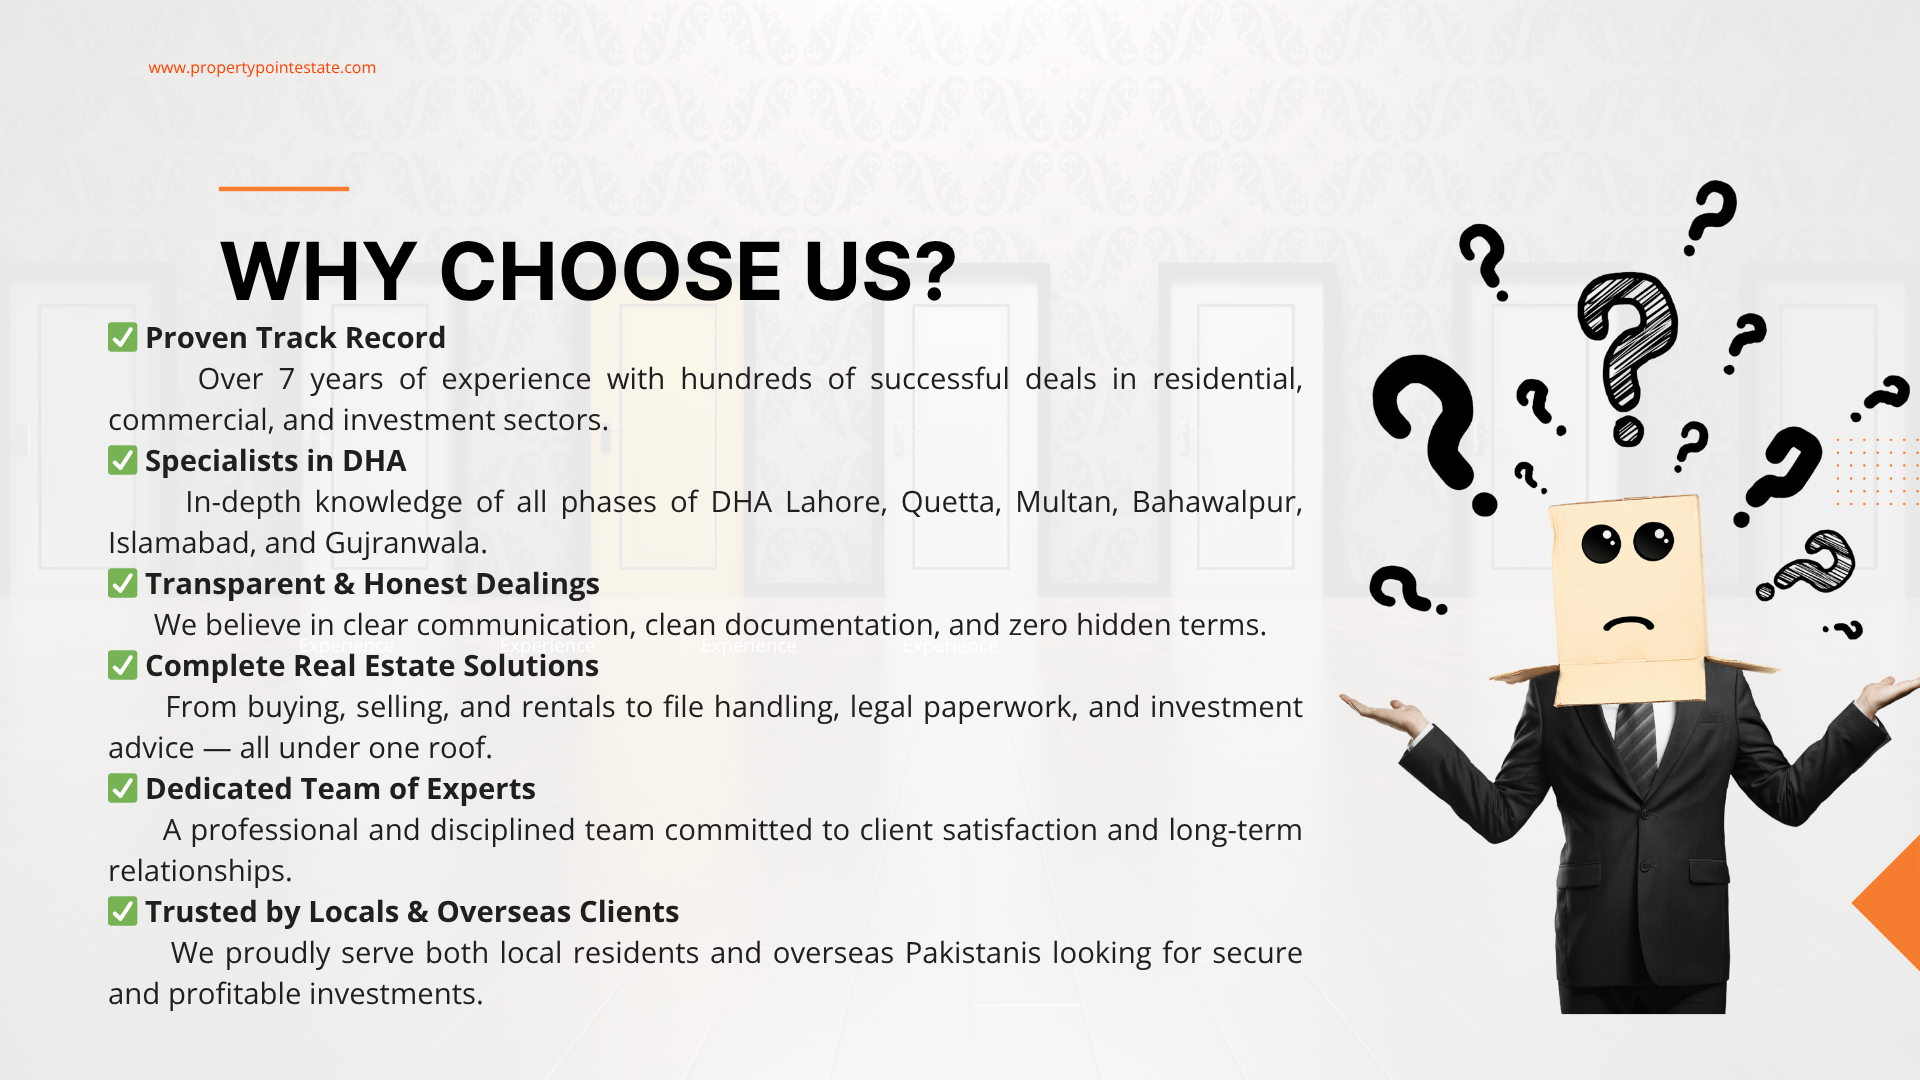 www.propertypointestate.com
WHY CHOOSE US?
✅ Proven Track Record
Over 7 years of experience with hundreds of successful deals in residential,
commercial, and investment sectors.
✅ Specialists in DHA
In-depth knowledge of all phases of DHA Lahore, Quetta, Multan, Bahawalpur,
Islamabad, and Gujranwala.
✅ Transparent & Honest Dealings
We believe in clear communication, clean documentation, and zero hidden terms.
Experience Experience Experience Experience
✅ Complete Real Estate Solutions
From buying, selling, and rentals to file handling, legal paperwork, and investment
advice — all under one roof.
✅ Dedicated Team of Experts
A professional and disciplined team committed to client satisfaction and long-term
relationships.
✅ Trusted by Locals & Overseas Clients
We proudly serve both local residents and overseas Pakistanis looking for secure
and profitable investments.